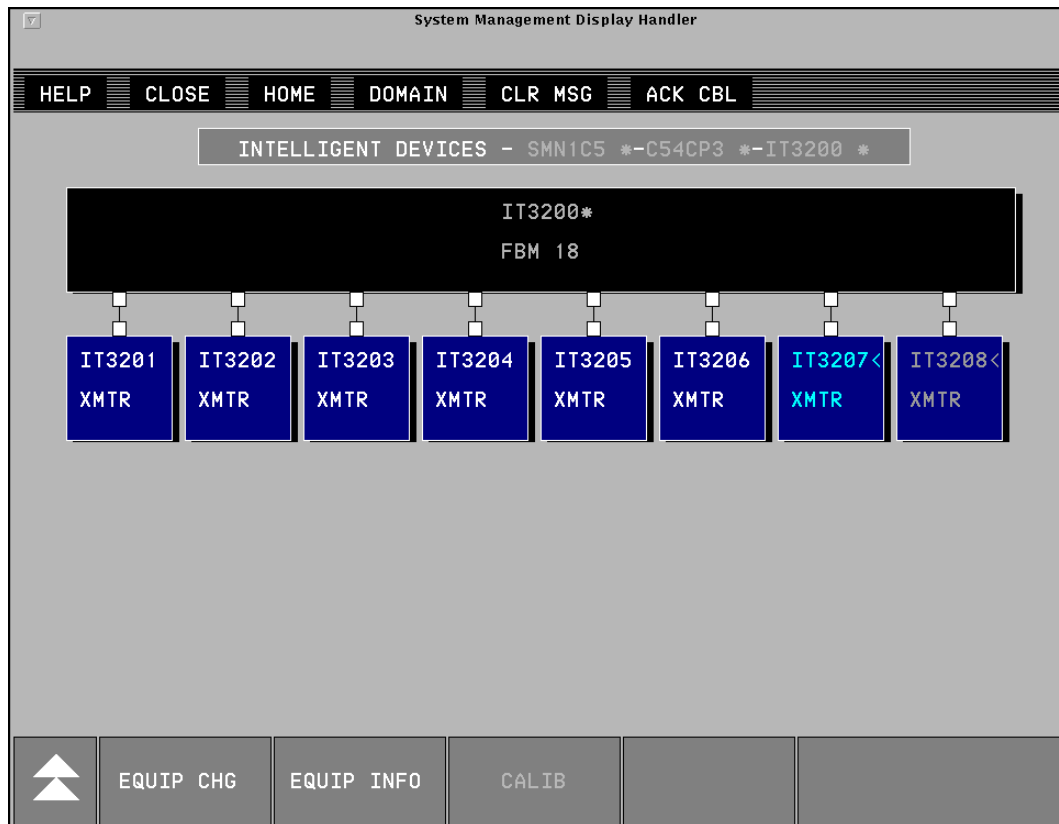 System Management Display Handler
HELP CLOSE HOME DOMAIN CLR MSG ACK CBL
INTELLIGENT DEVICES - SMN1C5 *-C54CP3 *-IT3200 *
IT3200*
FBM 18
IT3201 IT3202 IT3203 IT3204 IT3205 IT3206 IT3207< IT3208<
XMTR XMTR XMTR XMTR XMTR XMTR XMTR XMTR
EQUIP CHG EQUIP INFO CALIB